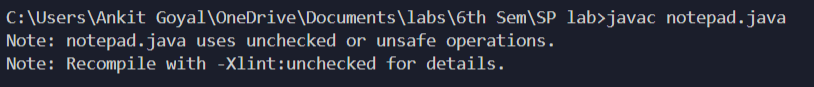 C:\Users\Ankit Goyal\OneDrive\Documents\labs\6th Sem\SP lab>javac notepad.java
Note: notepad.java uses unchecked or unsafe operations.
Note: Recompile with -Xlint:unchecked for details.